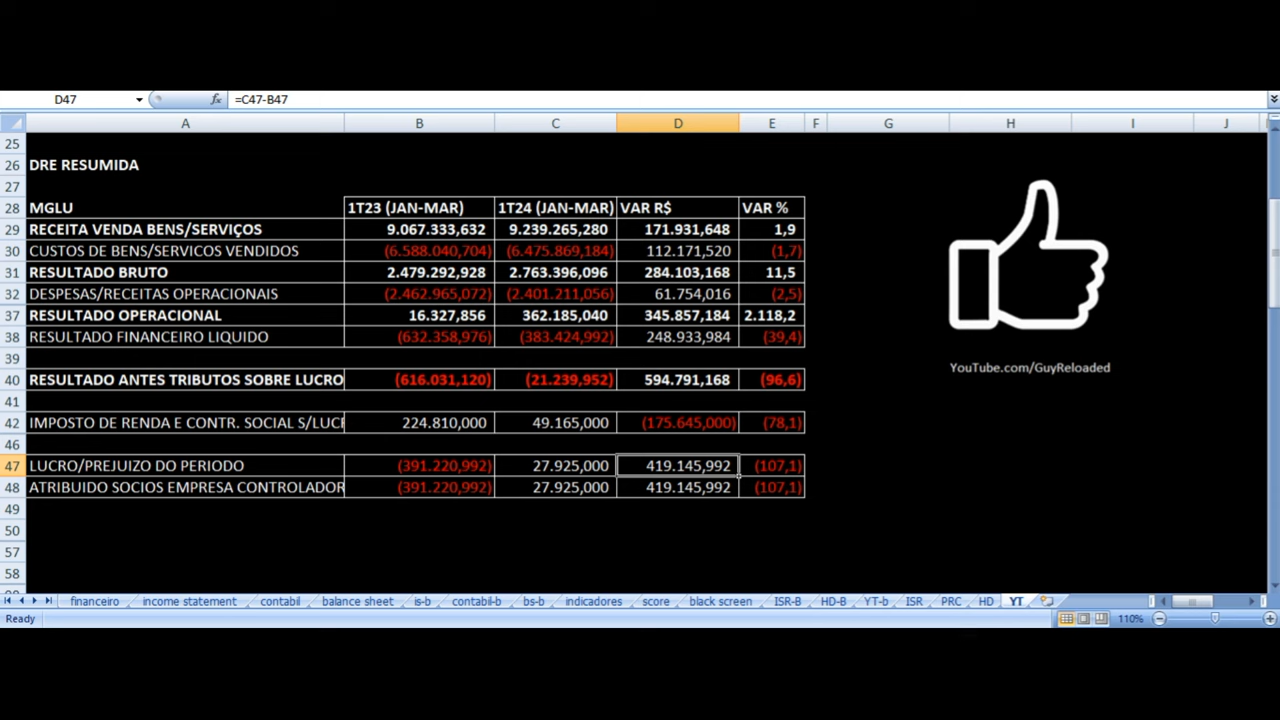 D47 fx =C47-B47
A B C D E F G H I J
25
26 DRE RESUMIDA
27
28 MGLU 1T23 (JAN-MAR) 1T24 (JAN-MAR) VAR R$ VAR %
29 RECEITA VENDA BENS/SERVIÇOS 9.067.333,632 9.239.265,280 171.931,648 1,9
30 CUSTOS DE BENS/SERVICOS VENDIDOS (6.588.040,704) (6.475.869,184) 112.171,520 (1,7)
31 RESULTADO BRUTO 2.479.292,928 2.763.396,096 284.103,168 11,5
32 DESPESAS/RECEITAS OPERACIONAIS (2.462.965,072) (2.401.211,056) 61.754,016 (2,5)
37 RESULTADO OPERACIONAL 16.327,856 362.185,040 345.857,184 2.118,2
38 RESULTADO FINANCEIRO LIQUIDO (632.358,976) (383.424,992) 248.933,984 (39,4)
39
40 RESULTADO ANTES TRIBUTOS SOBRE LUCRO (616.031,120) (21.239,952) 594.791,168 (96,6)
41
42 IMPOSTO DE RENDA E CONTR. SOCIAL S/LUCR 224.810,000 49.165,000 (175.645,000) (78,1)
46
47 LUCRO/PREJUIZO DO PERIODO (391.220,992) 27.925,000 419.145,992 (107,1)
48 ATRIBUIDO SOCIOS EMPRESA CONTROLADOR (391.220,992) 27.925,000 419.145,992 (107,1)
49
50
57
58
YouTube.com/GuyReloaded
financeiro income statement contabil balance sheet is-b contabil-b bs-b indicadores score black screen ISR-B HD-B YT-b ISR PRC HD YT
Ready 110%